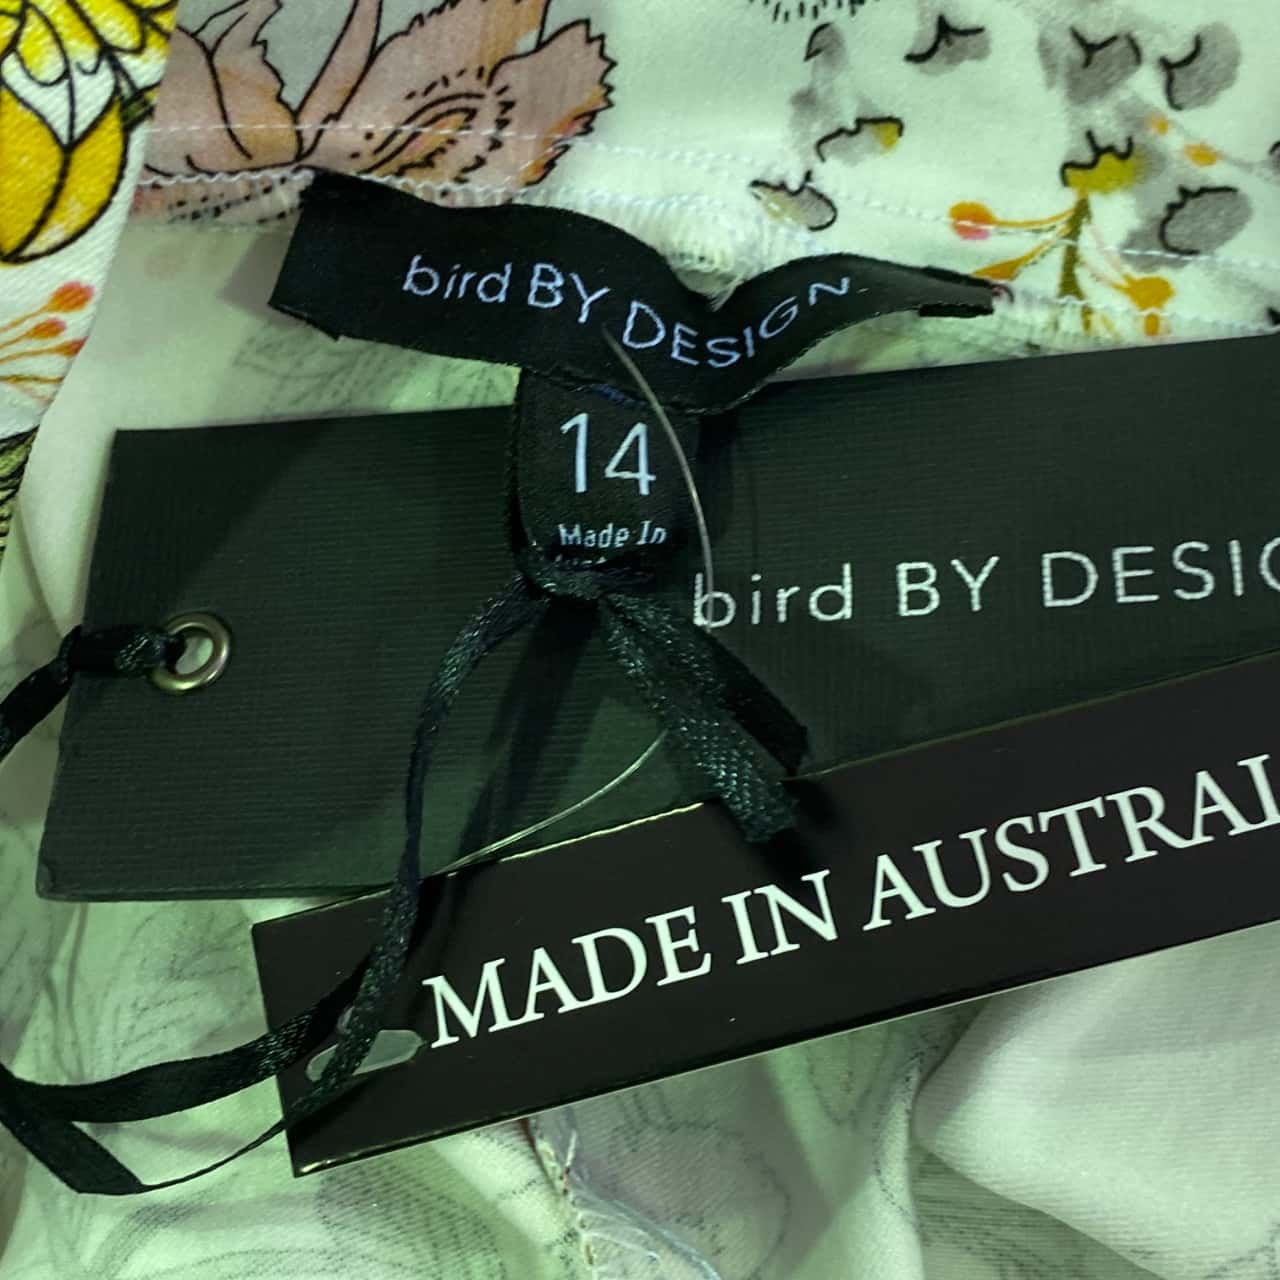 bird BY DESIGN
14
Made In
bird BY DESIG
MADE IN AUSTRAL